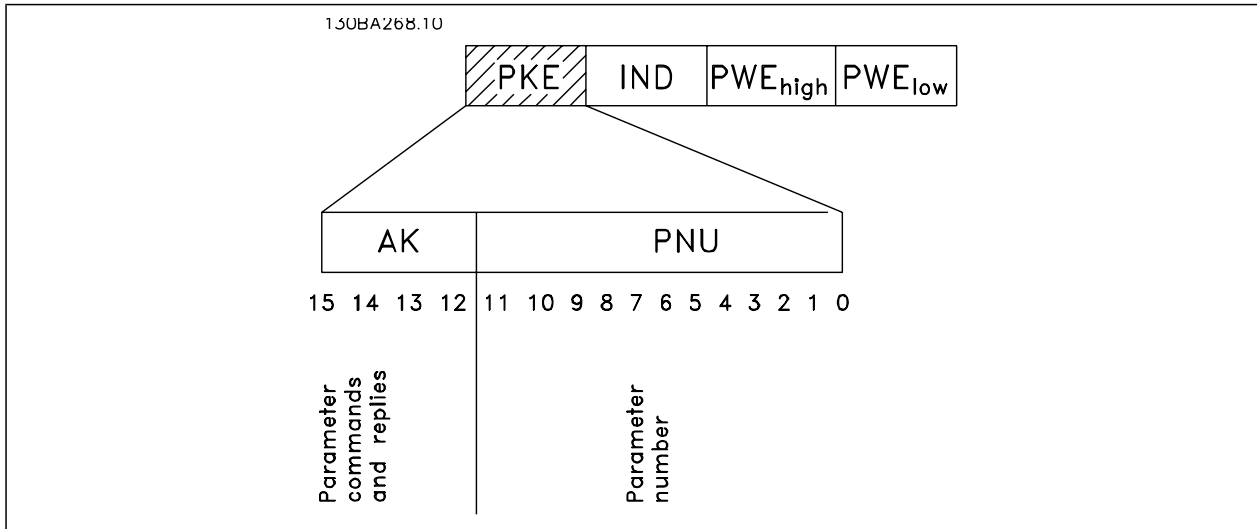 130BA268.10
PKE IND PWEhigh PWElow
AK PNU
15 14 13 12 11 10 9 8 7 6 5 4 3 2 1 0
Parameter
commands
and replies
Parameter
number